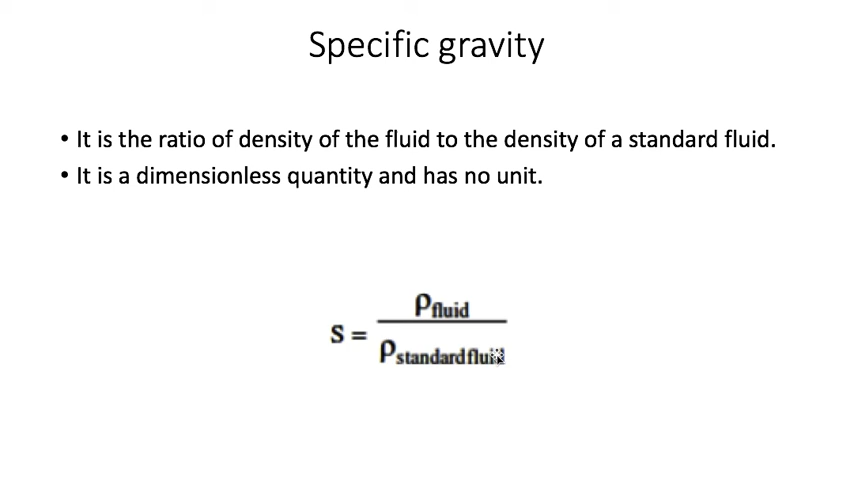 Specific gravity
• It is the ratio of density of the fluid to the density of a standard fluid.
• It is a dimensionless quantity and has no unit.
S = ρfluid / ρstandard fluid